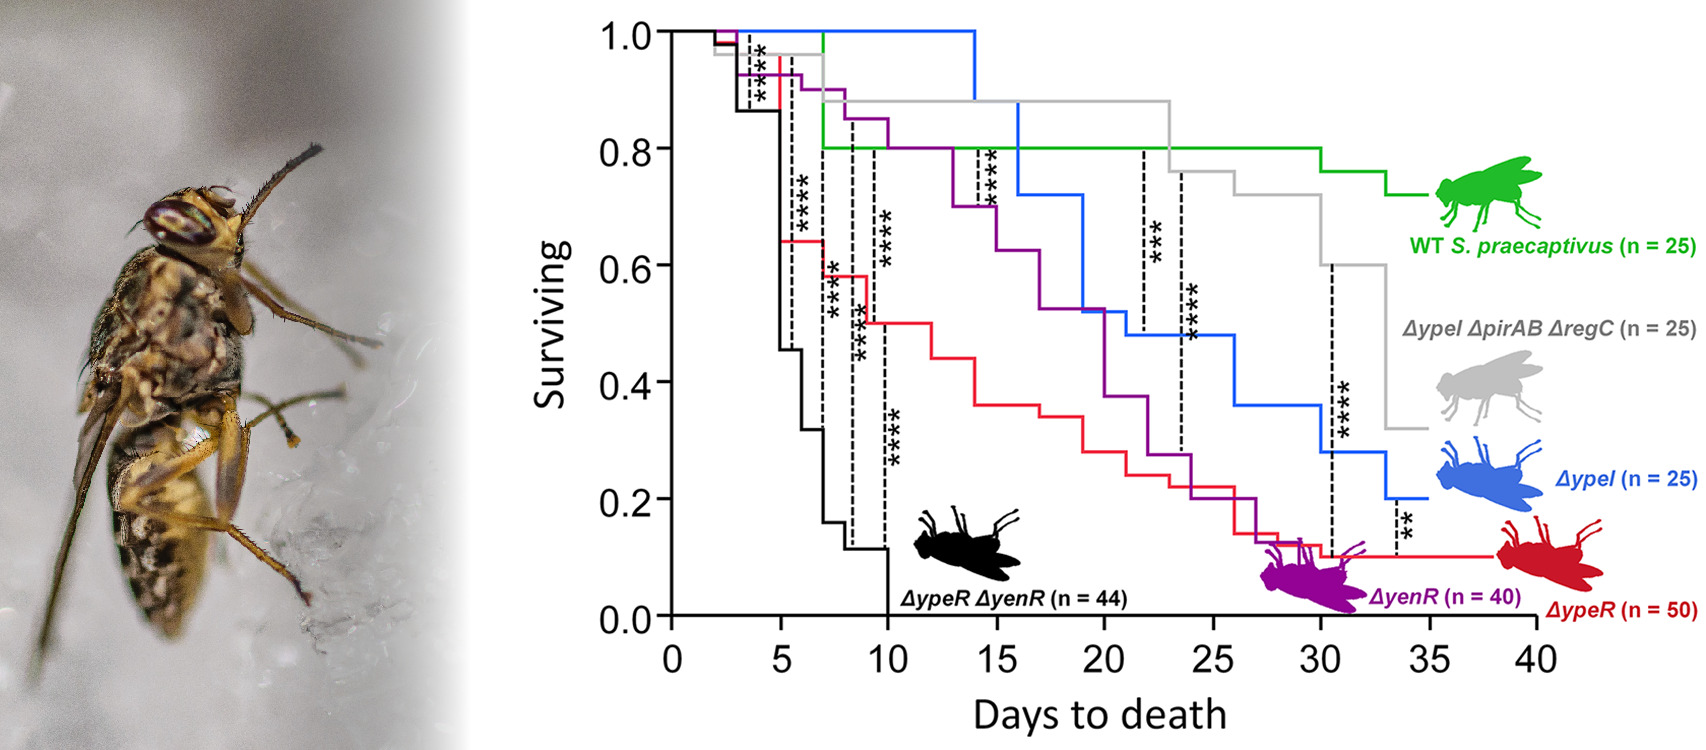 1.0
0.8
0.6
0.4
0.2
0.0
Surviving
0 5 10 15 20 25 30 35 40
Days to death
****
****
****
****
****
****
****
***
****
****
**
WT S. praecaptivus (n = 25)
ΔypeI ΔpirAB ΔregC (n = 25)
ΔypeI (n = 25)
ΔypeR ΔyenR (n = 44)
ΔyenR (n = 40)
ΔypeR (n = 50)